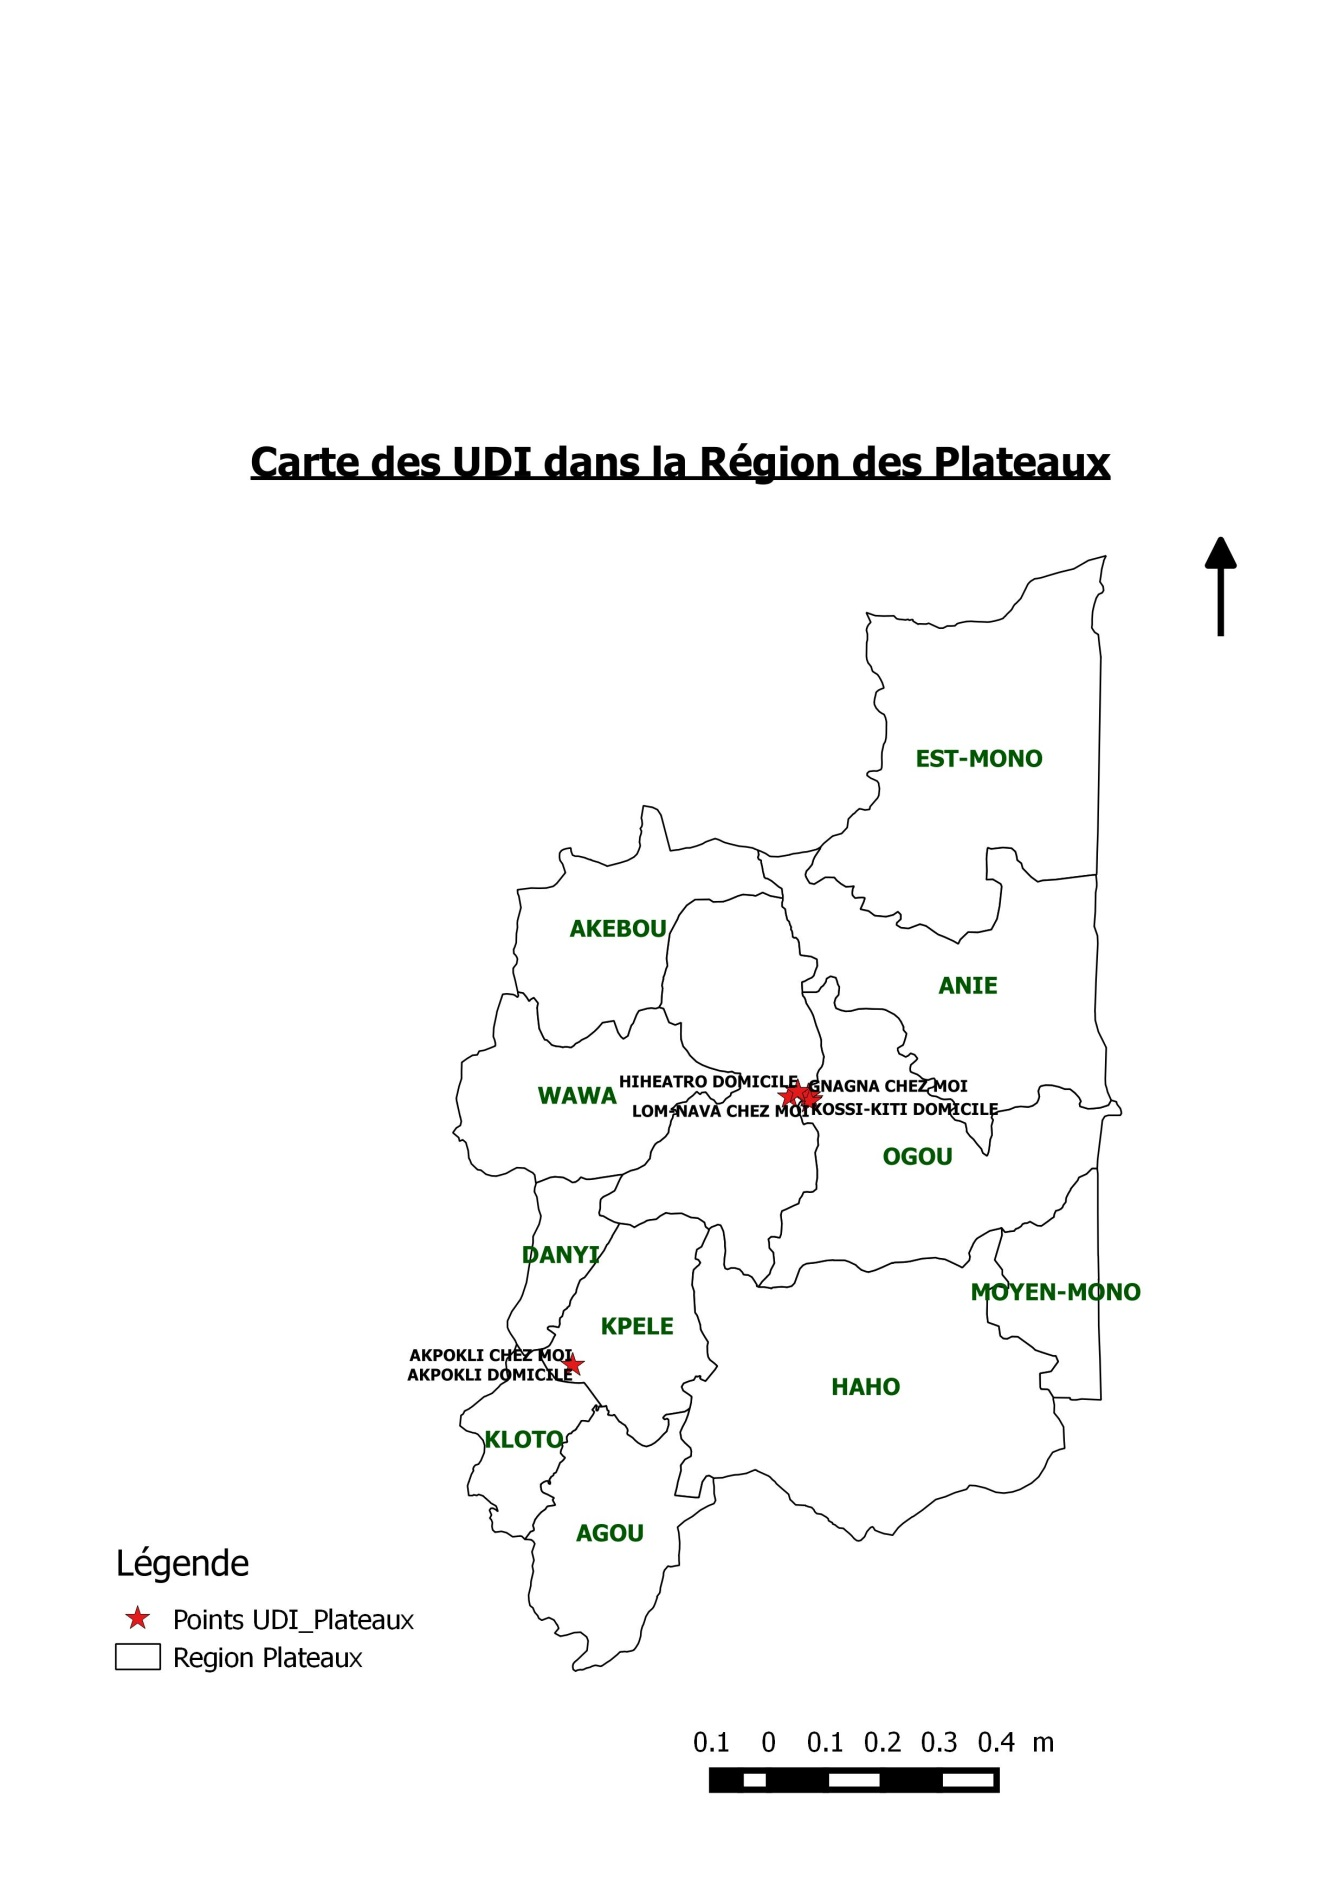 Carte des UDI dans la Région des Plateaux
EST-MONO
AKEBOU
ANIE
HIHEATRO DOMICILE
GNAGNA CHEZ MOI
WAWA
LOM-NAVA CHEZ MOI
KOSSI-KITI DOMICILE
OGOU
DANYI
MOYEN-MONO
KPELE
AKPOKLI CHEZ MOI
AKPOKLI DOMICILE
HAHO
KLOTO
AGOU
Légende
Points UDI_Plateaux
Region Plateaux
0.1 0 0.1 0.2 0.3 0.4 m